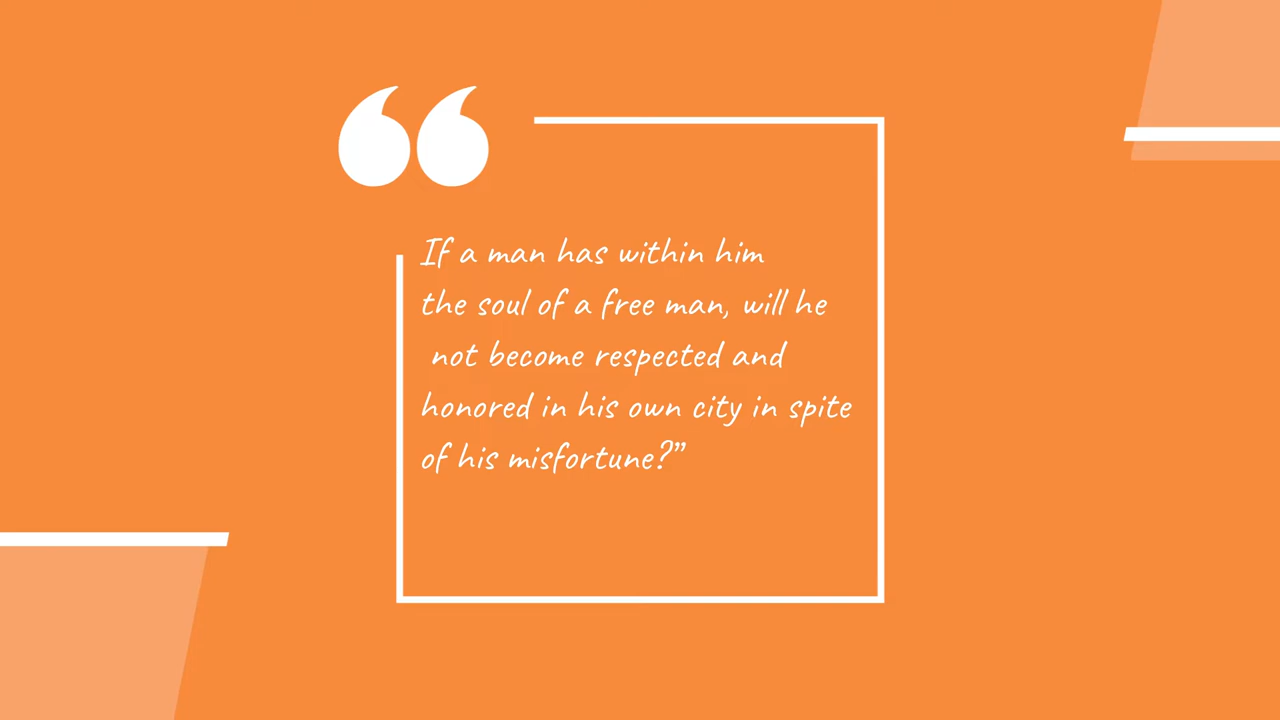 If a man has within him
the soul of a free man, will he
not become respected and
honored in his own city in spite
of his misfortune?”